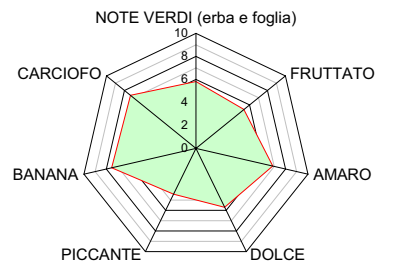 NOTE VERDI (erba e foglia)
10
8
6
4
2
0
CARCIOFO
FRUTTATO
BANANA
AMARO
PICCANTE
DOLCE